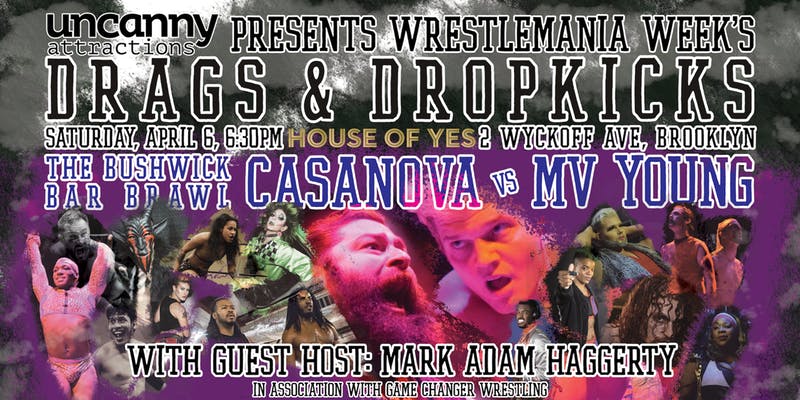 uncanny
attractions
PRESENTS WRESTLEMANIA WEEK'S
DRAGS & DROPKICKS
SATURDAY, APRIL 6, 6:30PM HOUSE OF YES 2 WYCKOFF AVE, BROOKLYN
THE BUSHWICK
BAR BRAWL
CASANOVA VS MV YOUNG
WITH GUEST HOST: MARK ADAM HAGGERTY
IN ASSOCIATION WITH GAME CHANGER WRESTLING